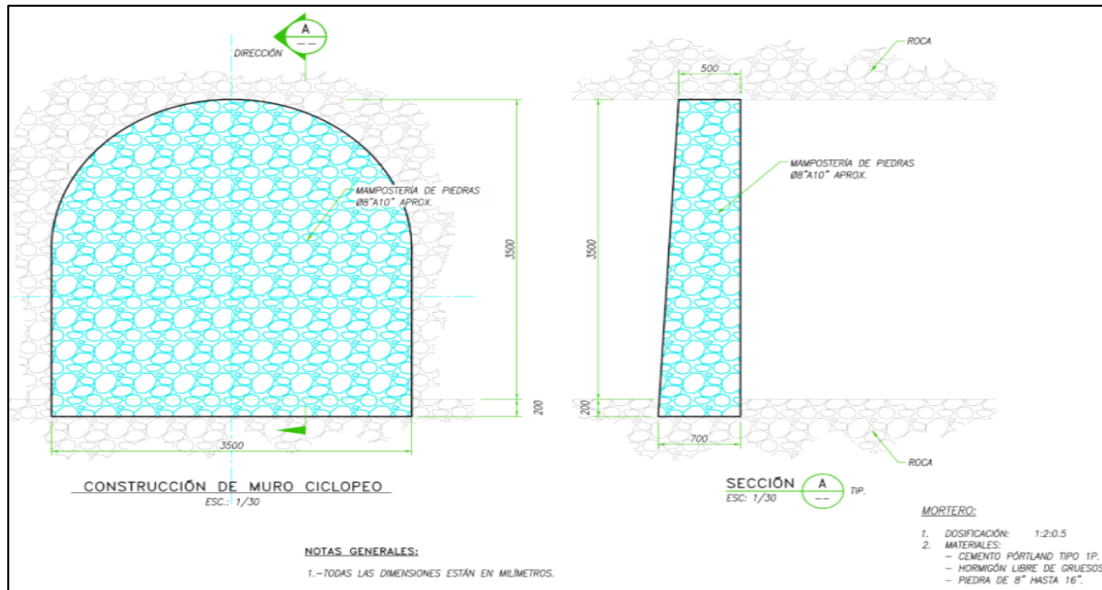 A
--
DIRECCIÓN
MAMPOSTERÍA DE PIEDRAS
Ø8"A10" APROX.
3500
200
3500
CONSTRUCCIÓN DE MURO CICLOPEO
ESC.: 1/30
NOTAS GENERALES:
1.-TODAS LAS DIMENSIONES ESTÁN EN MILÍMETROS.
ROCA
500
MAMPOSTERÍA DE PIEDRAS
Ø8"A10" APROX.
3500
200
700
ROCA
SECCIÓN A TIP.
ESC: 1/30 --
MORTERO:
1. DOSIFICACIÓN: 1:2:0.5
2. MATERIALES:
- CEMENTO PÓRTLAND TIPO 1P.
- HORMIGÓN LIBRE DE GRUESOS
- PIEDRA DE 8" HASTA 16".